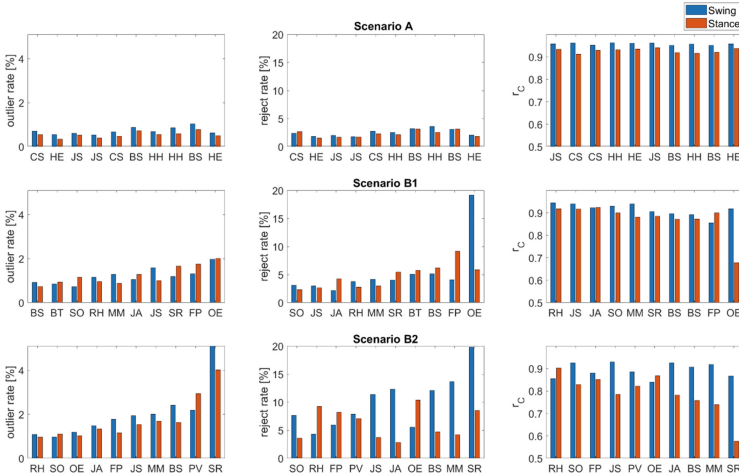 Swing
Stance
Scenario A
outlier rate [%]
4
2
0
CS HE JS JS CS BS HH HH BS HE
reject rate [%]
20
15
10
5
0
CS HE JS JS CS HH BS HH BS HE
r_C
0.9
0.8
0.7
0.6
0.5
JS CS CS HH HE JS BS HH BS HE
Scenario B1
outlier rate [%]
4
2
0
BS BT SO RH MM JA JS SR FP OE
reject rate [%]
20
15
10
5
0
SO JS JA RH MM SR BT BS FP OE
r_C
0.9
0.8
0.7
0.6
0.5
RH JS JA SO MM SR BS FP OE
Scenario B2
outlier rate [%]
4
2
0
RH SO OE JA FP JS MM BS PV SR
reject rate [%]
20
15
10
5
0
SO RH FP PV JS JA OE BS MM SR
r_C
0.9
0.8
0.7
0.6
0.5
RH SO FP JS PV OE JA BS MM SR